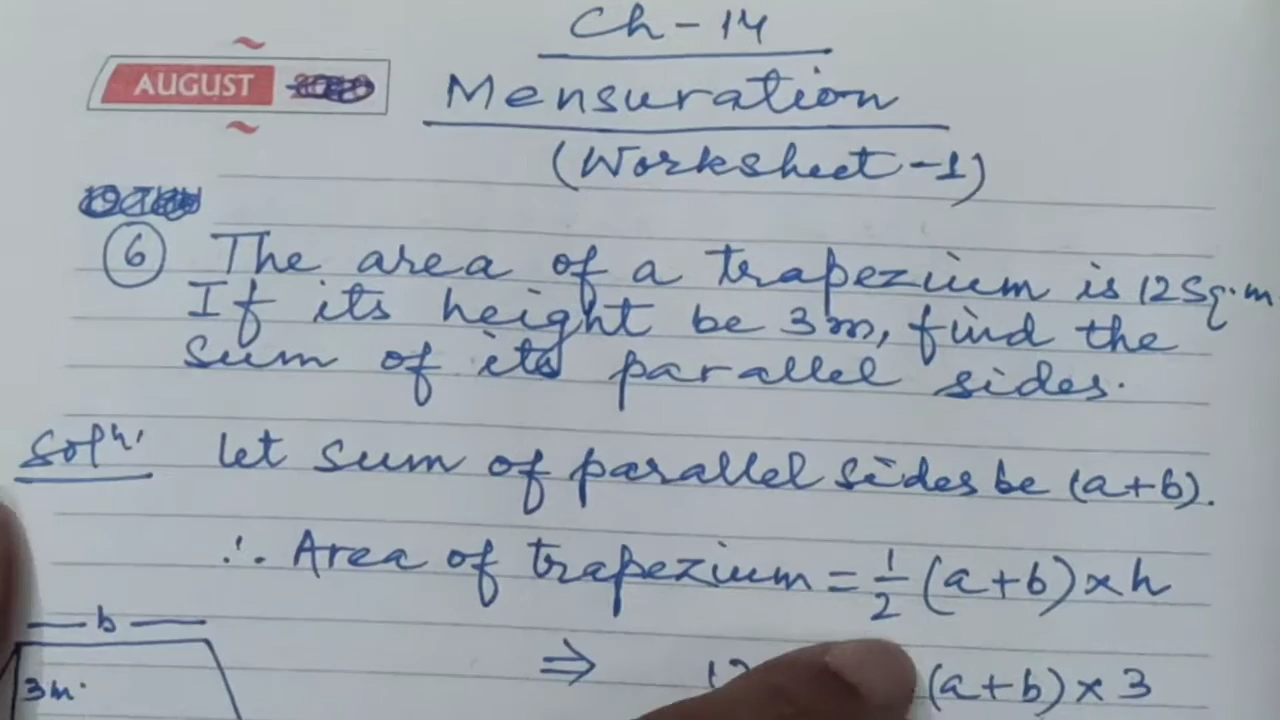 Ch-14
AUGUST
Mensuration
(Worksheet-1)
6 The area of a trapezium is 12 Sq.m
If its height be 3m, find the
sum of its parallel sides.
Solⁿ. let sum of parallel sides be (a+b).
∴ Area of trapezium = 1/2 (a+b)×h
b
⇒ (a+b) × 3
3m.